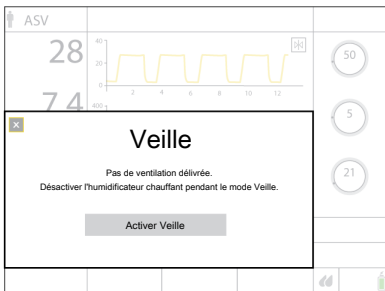 ASV
28
40
20
0
2 4 6 8 10 12
50
7.4
400
5
Veille
Pas de ventilation délivrée.
Désactiver l'humidificateur chauffant pendant le mode Veille.
21
Activer Veille